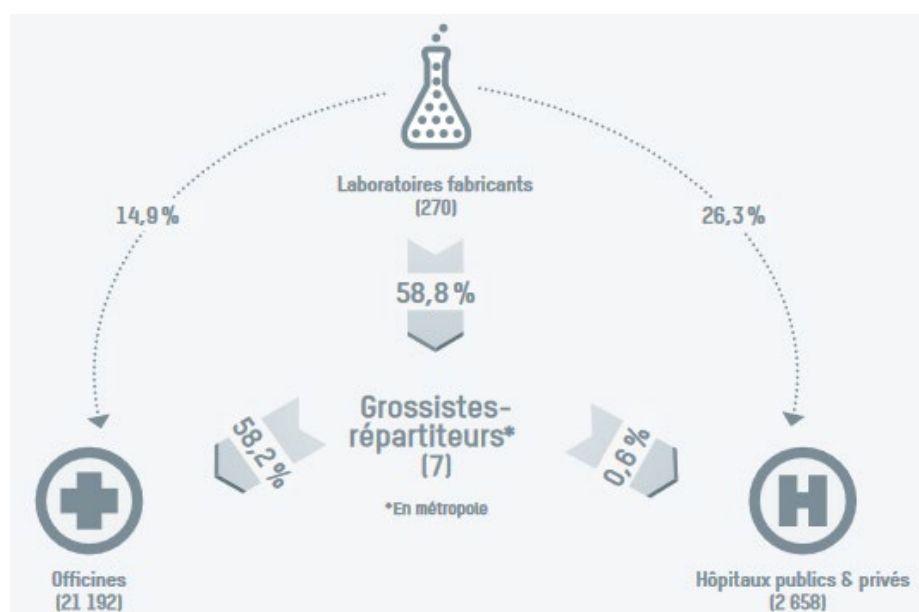 Laboratoires fabricants
(270)
14,9 %
26,3 %
58,8 %
Grossistes-
répartiteurs*
(7)
58,2 %
0,6 %
*En métropole
H
Officines
(21 192)
Hôpitaux publics & privés
(2 658)